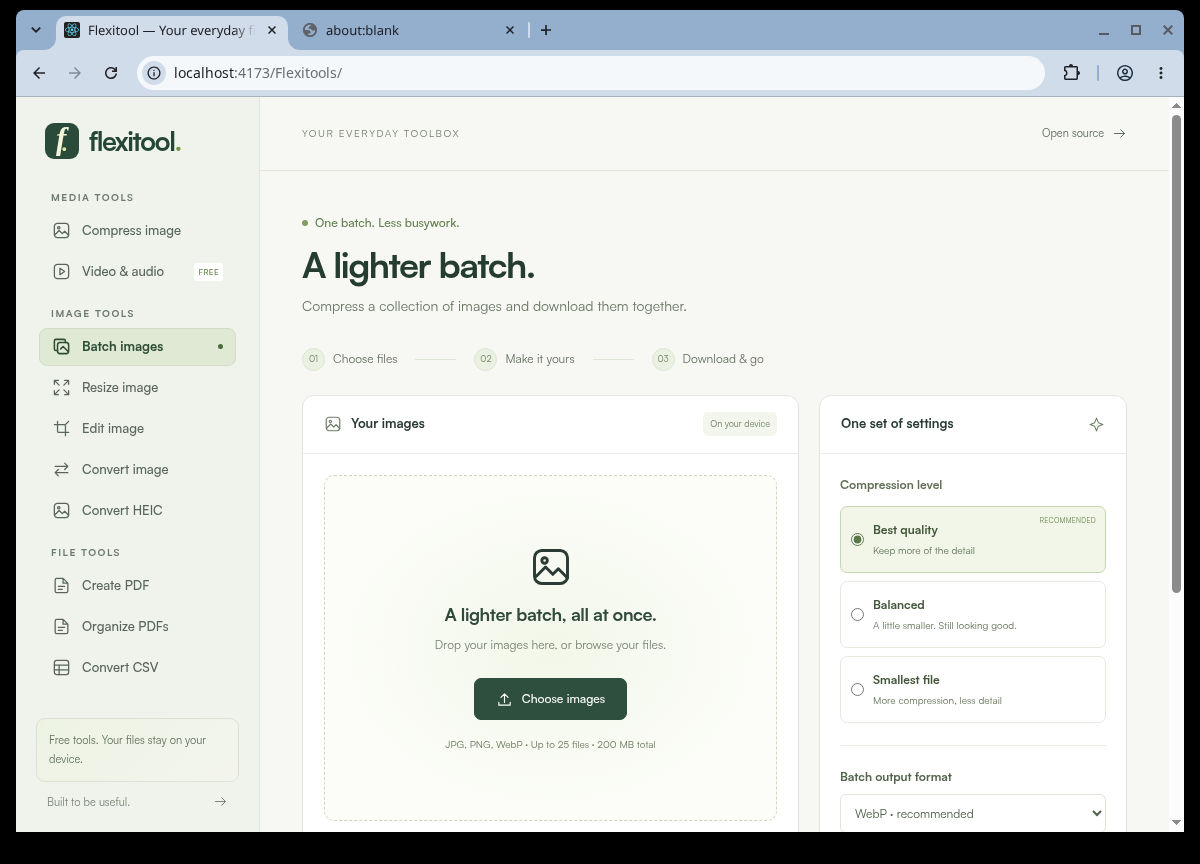 Flexitool — Your everyday f
about:blank
localhost:4173/Flexitools/
f.
flexitool.
MEDIA TOOLS
Compress image
Video & audio
FREE
IMAGE TOOLS
Batch images
Resize image
Edit image
Convert image
Convert HEIC
FILE TOOLS
Create PDF
Organize PDFs
Convert CSV
Free tools. Your files stay on your
device.
Built to be useful.
YOUR EVERYDAY TOOLBOX
Open source
One batch. Less busywork.
A lighter batch.
Compress a collection of images and download them together.
01 Choose files
02 Make it yours
03 Download & go
Your images
On your device
A lighter batch, all at once.
Drop your images here, or browse your files.
Choose images
JPG, PNG, WebP · Up to 25 files · 200 MB total
One set of settings
Compression level
RECOMMENDED
Best quality
Keep more of the detail
Balanced
A little smaller. Still looking good.
Smallest file
More compression, less detail
Batch output format
WebP · recommended